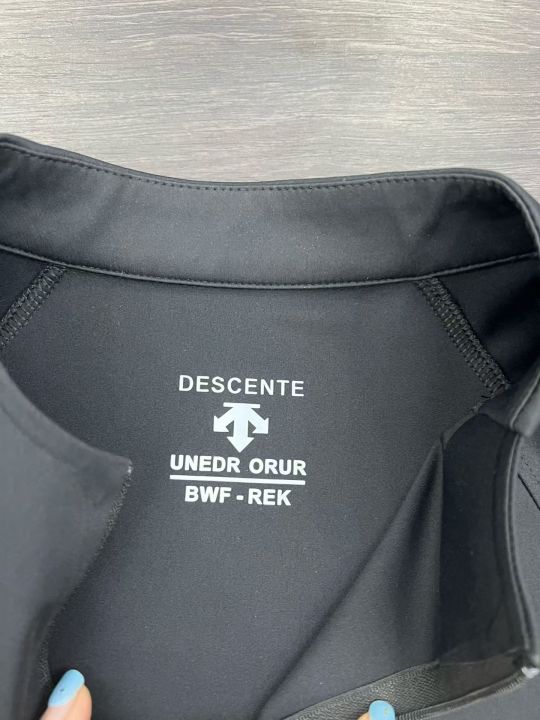 DESCENTE
UNEDR ORUR
BWF - REK